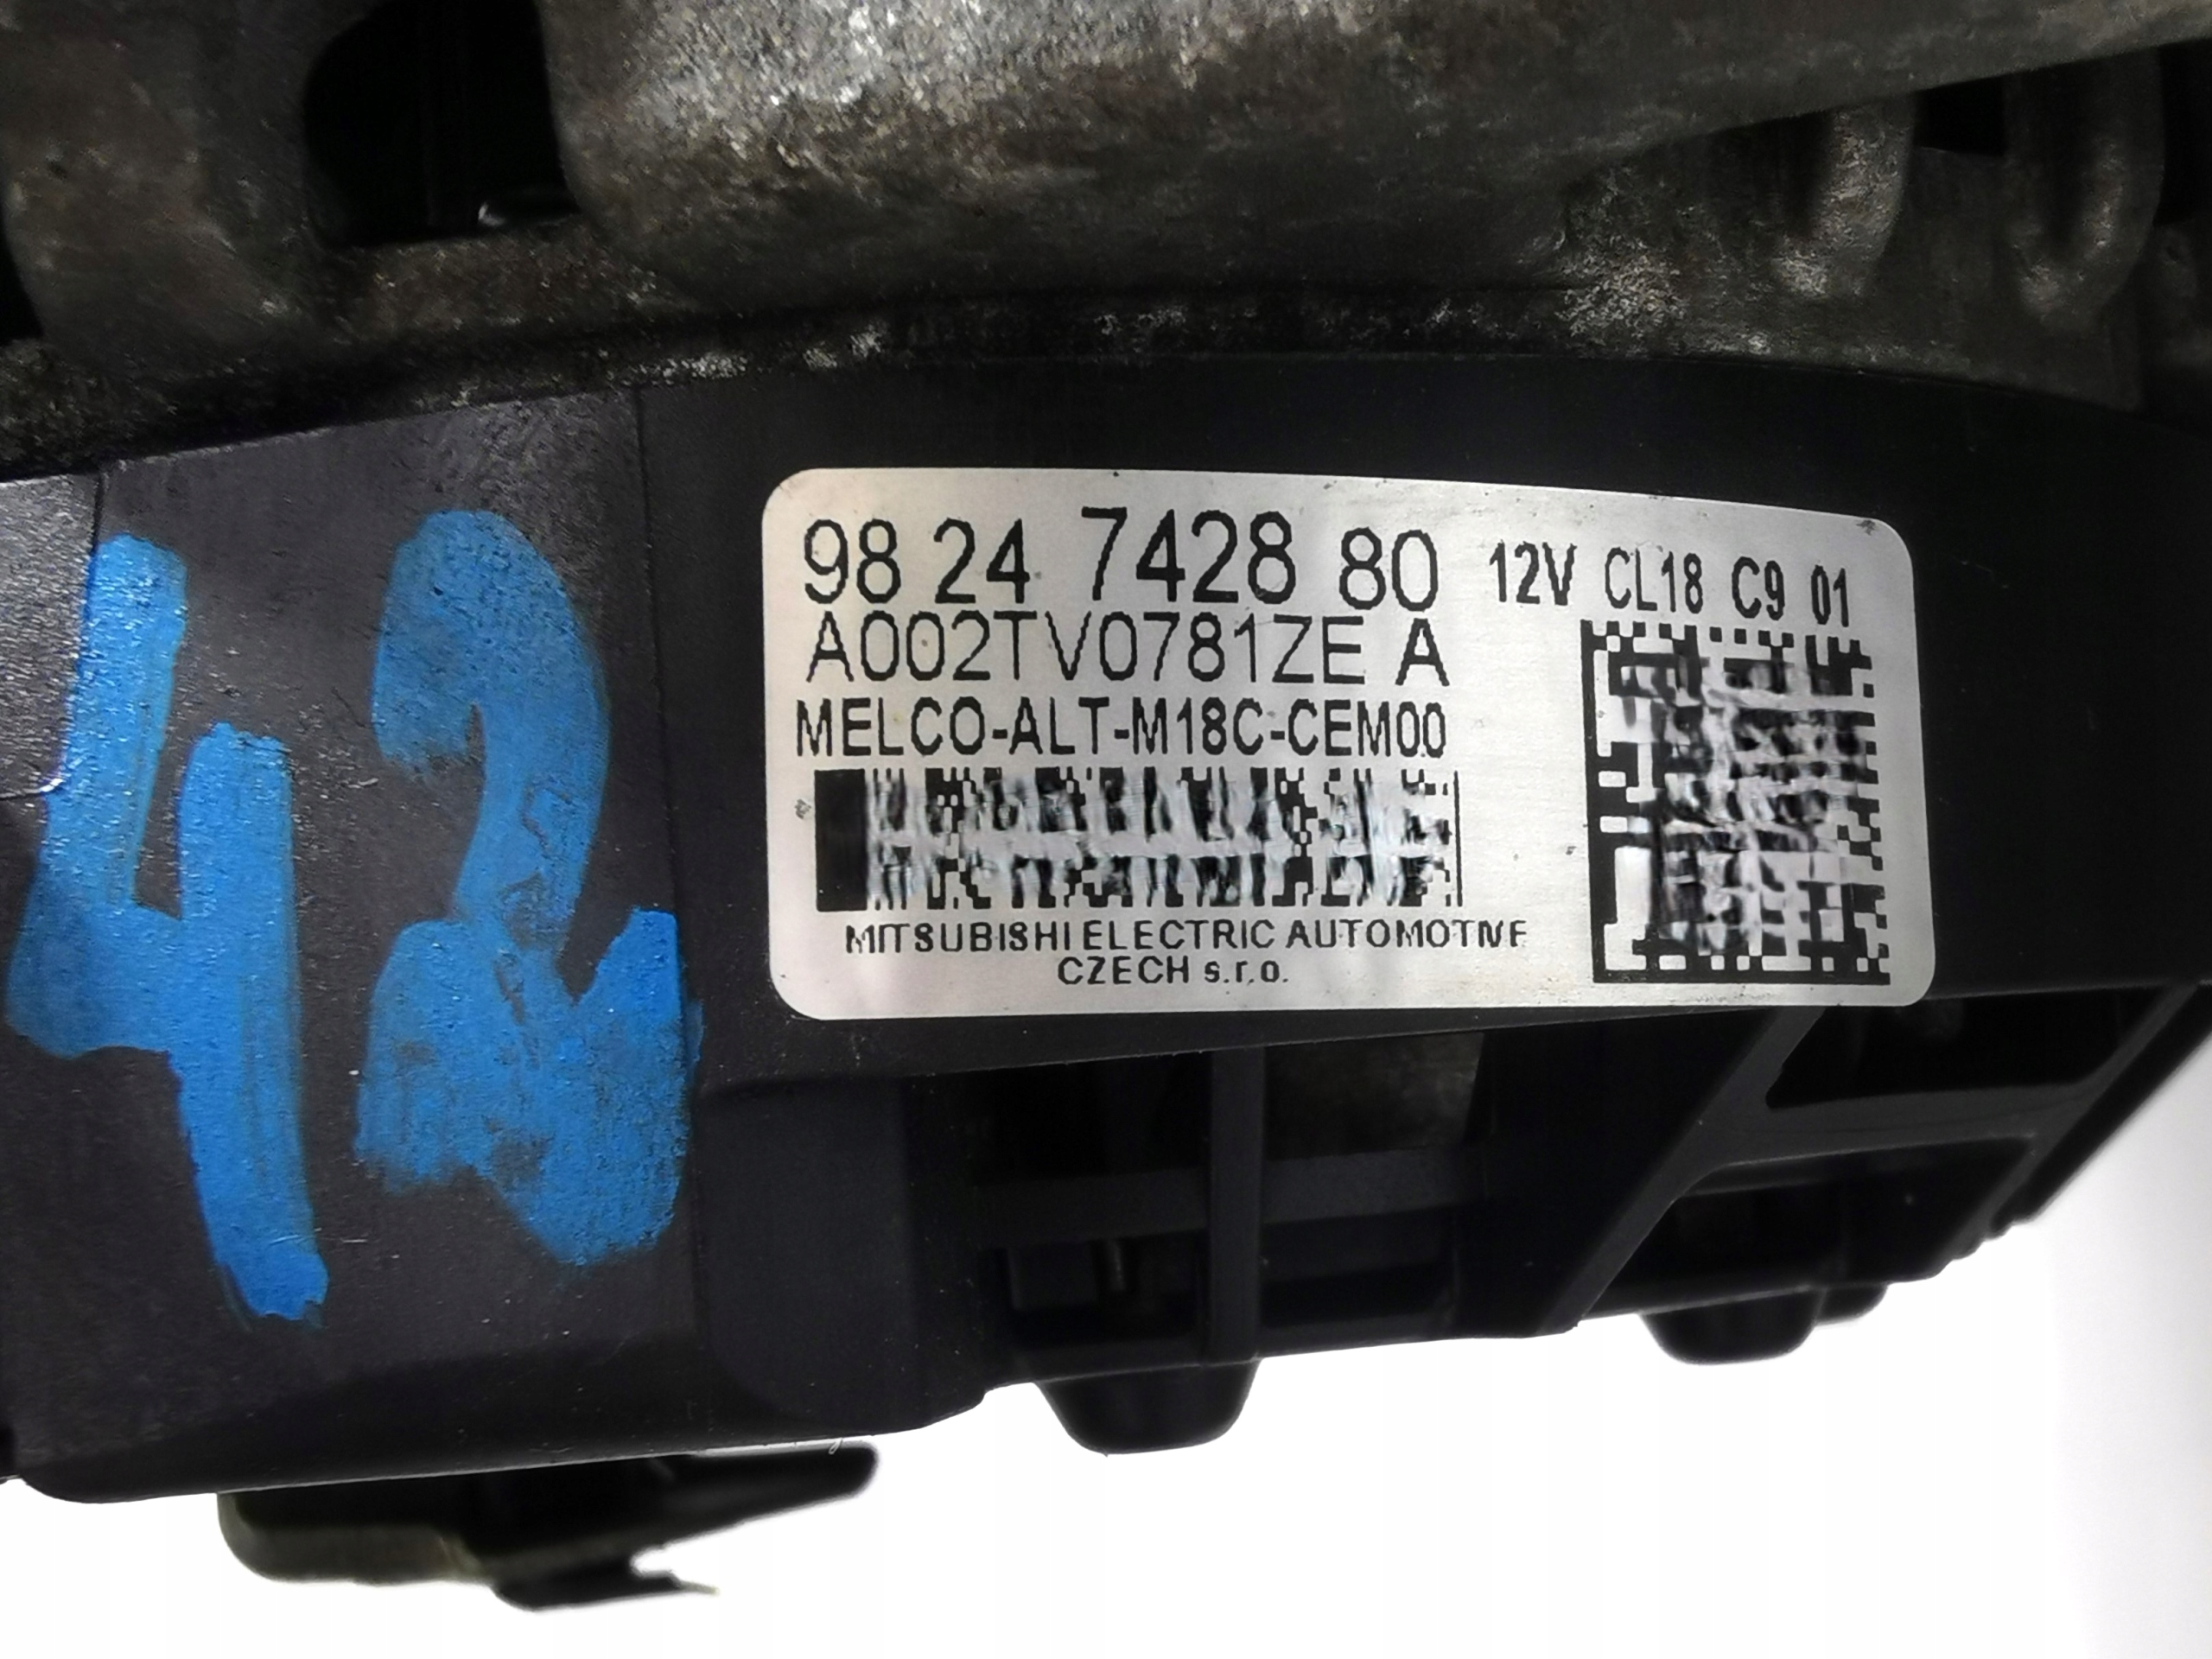 42
98 24 7428 80 12V CL18 C9 01
A002TV0781ZE A
MELCO-ALT-M18C-CEM00
MITSUBISHI ELECTRIC AUTOMOTIVE
CZECH s.r.o.